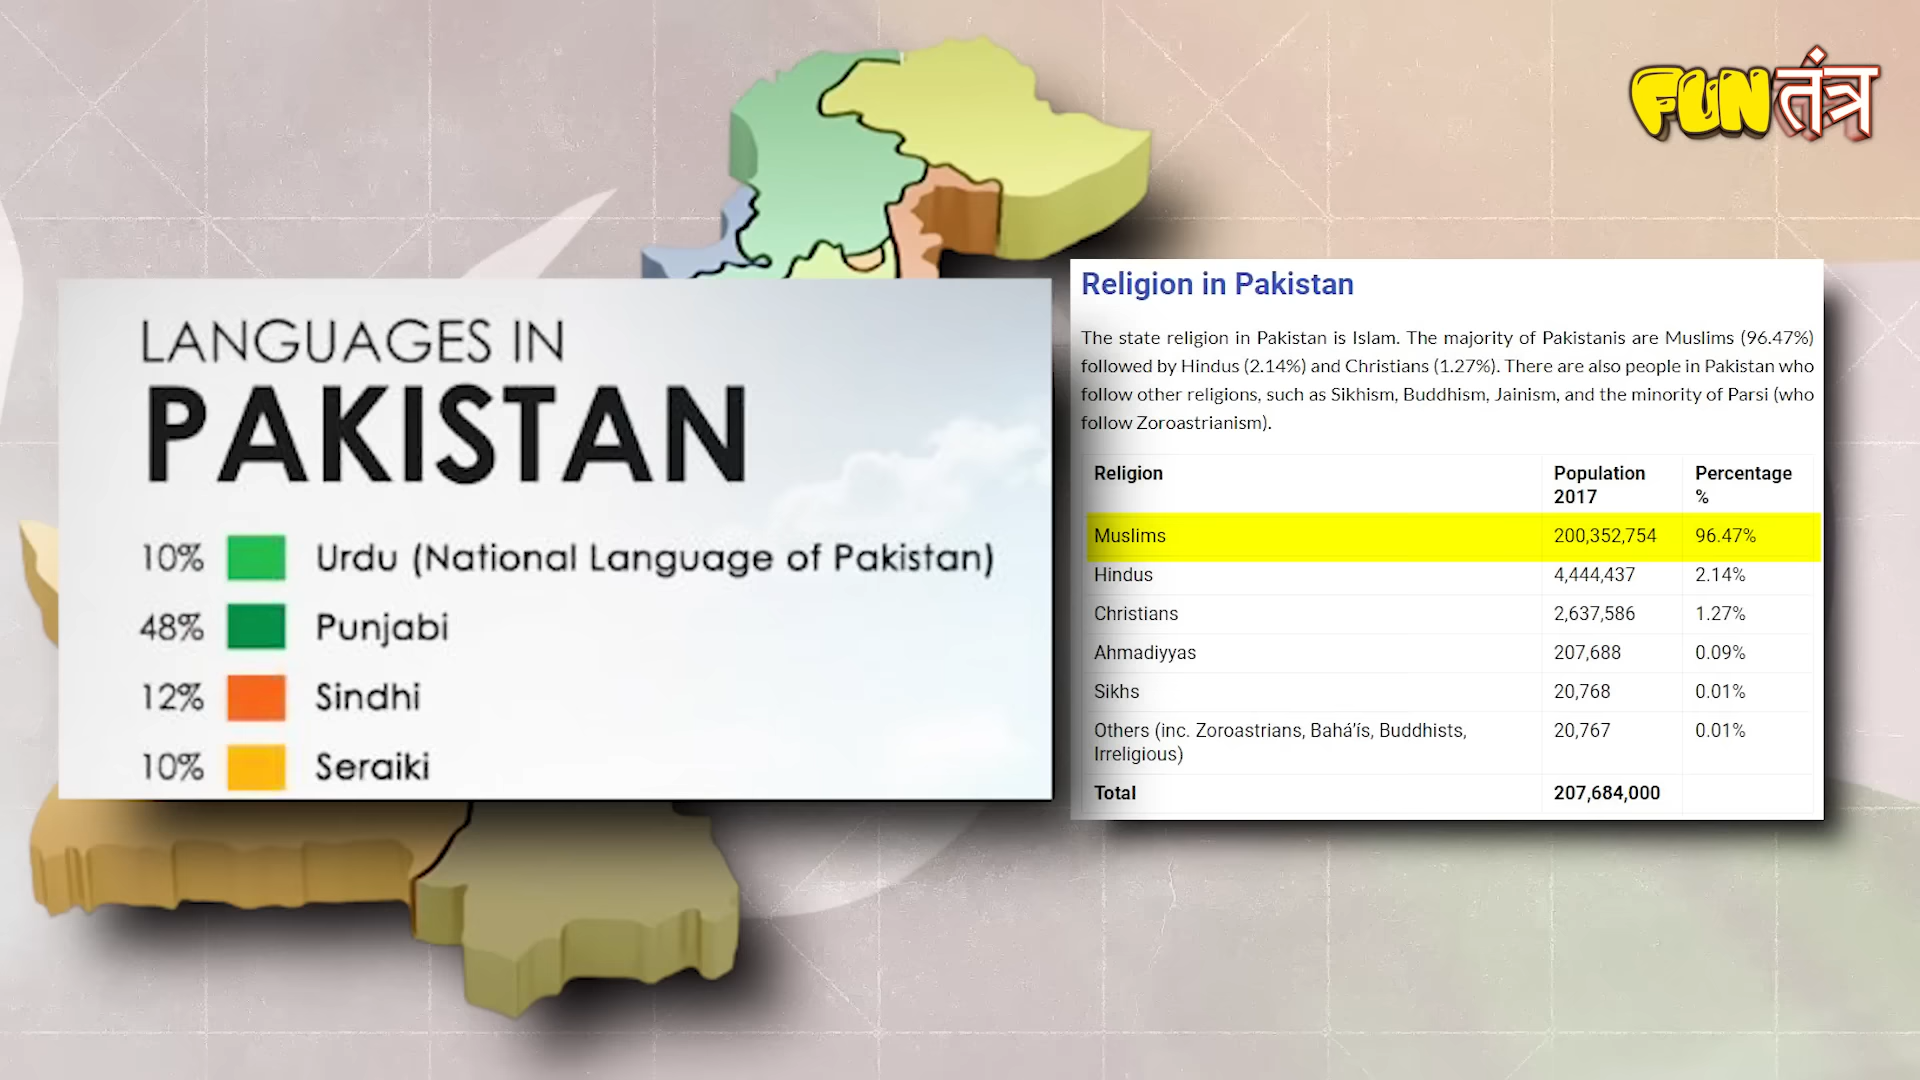 FUNतंत्र
LANGUAGES IN
PAKISTAN
10% Urdu (National Language of Pakistan)
48% Punjabi
12% Sindhi
10% Seraiki
Religion in Pakistan
The state religion in Pakistan is Islam. The majority of Pakistanis are Muslims (96.47%)
followed by Hindus (2.14%) and Christians (1.27%). There are also people in Pakistan who
follow other religions, such as Sikhism, Buddhism, Jainism, and the minority of Parsi (who
follow Zoroastrianism).
Religion Population Percentage
2017 %
Muslims 200,352,754 96.47%
Hindus 4,444,437 2.14%
Christians 2,637,586 1.27%
Ahmadiyyas 207,688 0.09%
Sikhs 20,768 0.01%
Others (inc. Zoroastrians, Bahá'ís, Buddhists, 20,767 0.01%
Irreligious)
Total 207,684,000